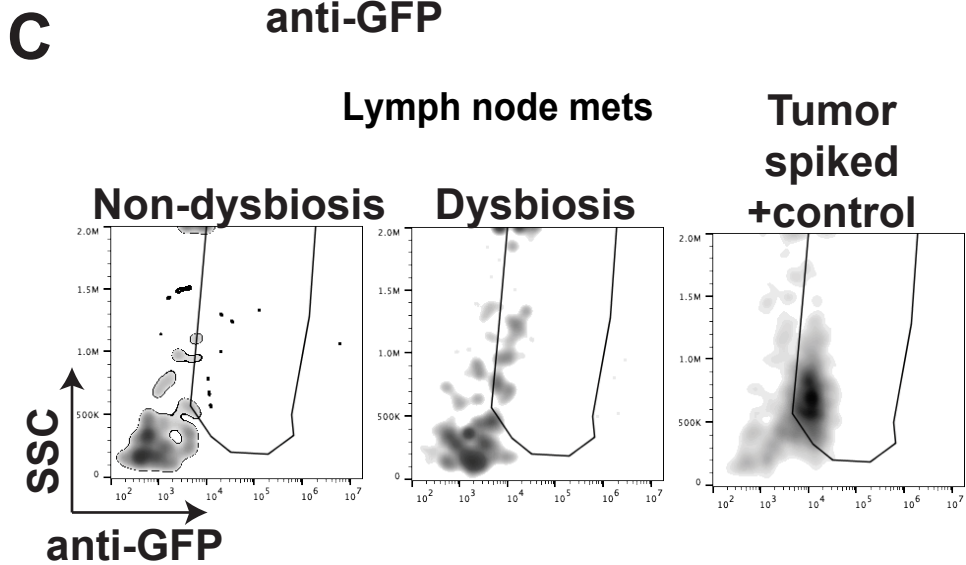 anti-GFP
C
Lymph node mets
Tumor
spiked
+control
Non-dysbiosis
Dysbiosis
2.0M
1.5M
1.0M
500K
0
10² 10³ 10⁴ 10⁵ 10⁶ 10⁷
2.0M
1.5M
1.0M
500K
0
10² 10³ 10⁴ 10⁵ 10⁶ 10⁷
2.0M
1.5M
1.0M
500K
0
10² 10³ 10⁴ 10⁵ 10⁶ 10⁷
SSC
anti-GFP